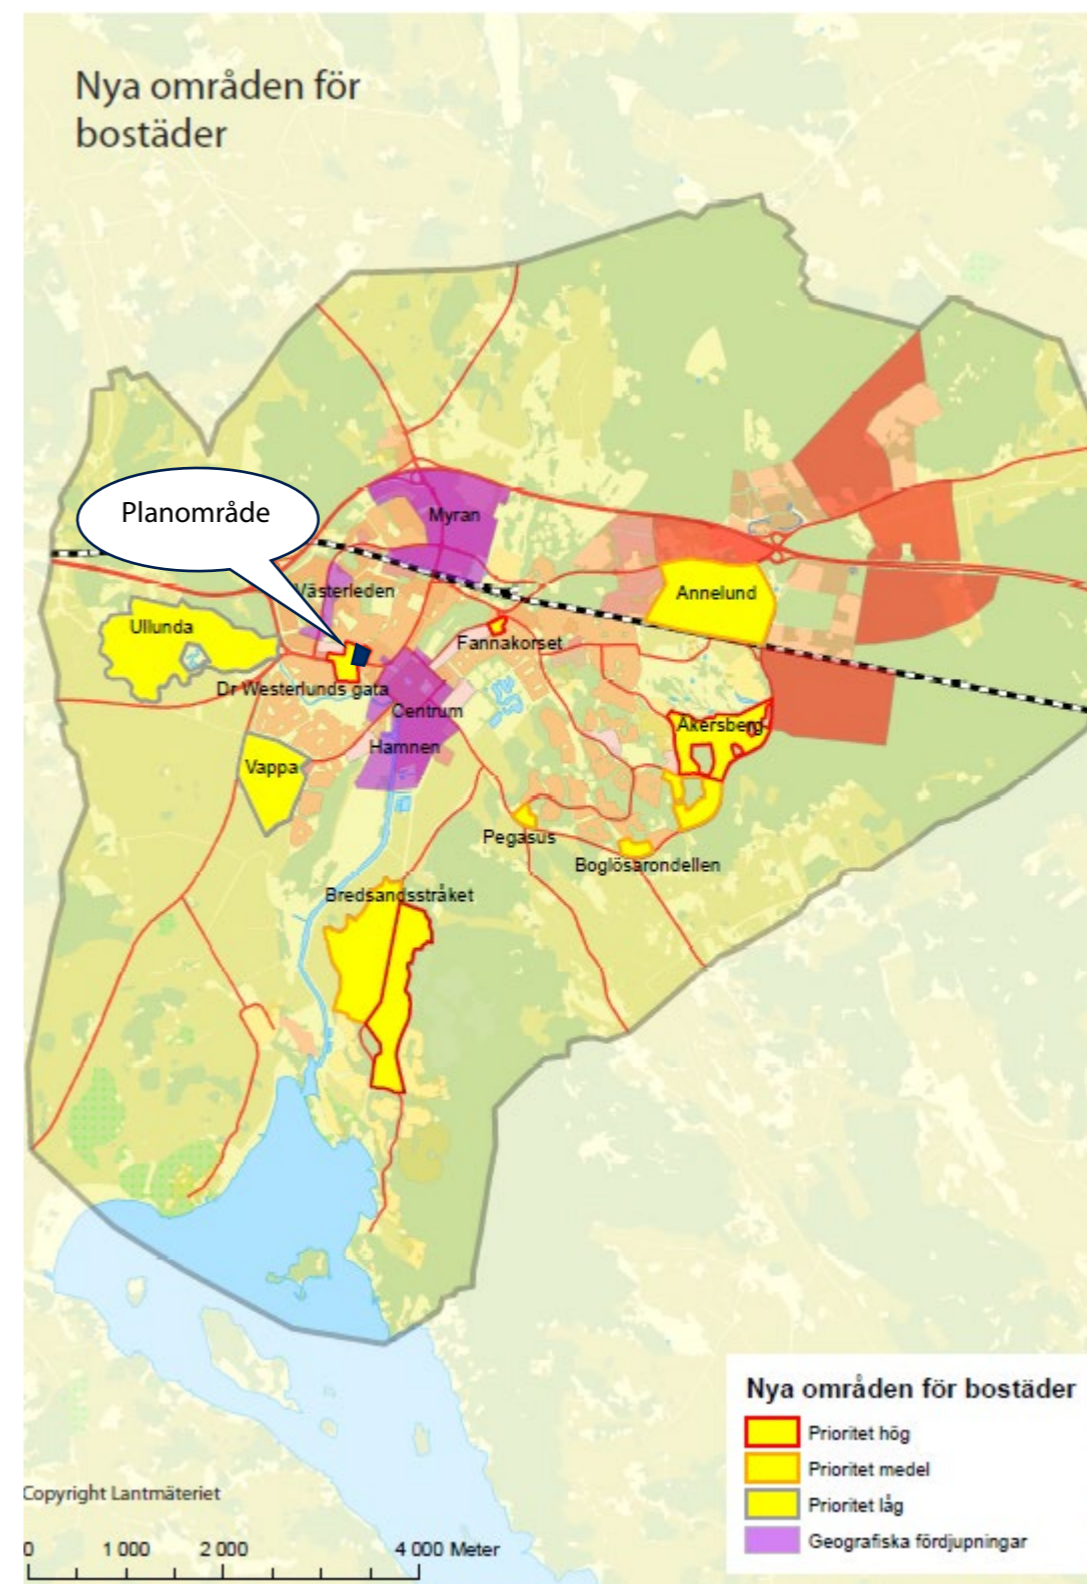 Nya områden för
bostäder
Planområde
Myran
Västerleden
Annelund
Ullunda
Fannakorset
Dr Westerlunds gata
Centrum
Åkersberg
Hamnen
Vappa
Pegasus
Boglösarondellen
Bredsandsstråket
Nya områden för bostäder
Prioritet hög
Prioritet medel
Prioritet låg
Geografiska fördjupningar
Copyright Lantmäteriet
0 1 000 2 000 4 000 Meter